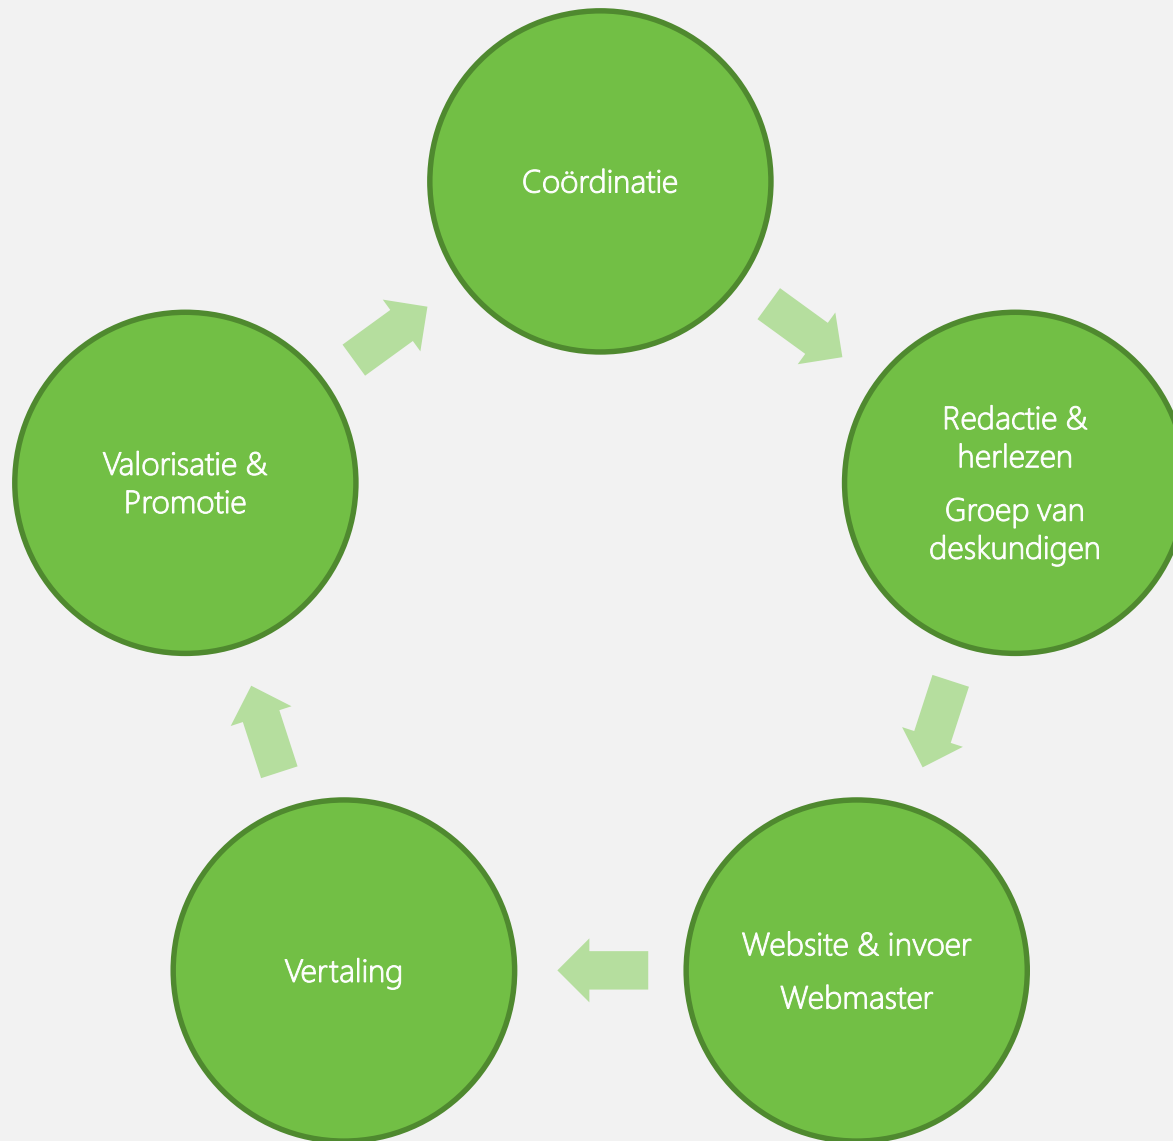 Coördinatie
Redactie &
herlezen
Groep van
deskundigen
Website & invoer
Webmaster
Vertaling
Valorisatie &
Promotie